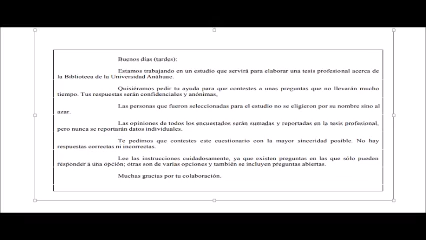 Buenos días (tardes):
Estamos trabajando en un estudio que servirá para elaborar una tesis profesional acerca de
la Biblioteca de la Universidad Anáhuac.
Quisiéramos pedir tu ayuda para que contestes a unas preguntas que no llevarán mucho
tiempo. Tus respuestas serán confidenciales y anónimas,
Las personas que fueron seleccionadas para el estudio no se eligieron por su nombre sino al
azar.
Las opiniones de todos los encuestados serán sumadas y reportadas en la tesis profesional,
pero nunca se reportarán datos individuales.
Te pedimos que contestes este cuestionario con la mayor sinceridad posible. No hay
respuestas correctas ni incorrectas.
Lee las instrucciones cuidadosamente, ya que existen preguntas en las que sólo puedes
responder a una opción; otras son de varias opciones y también se incluyen preguntas abiertas.
Muchas gracias por tu colaboración.